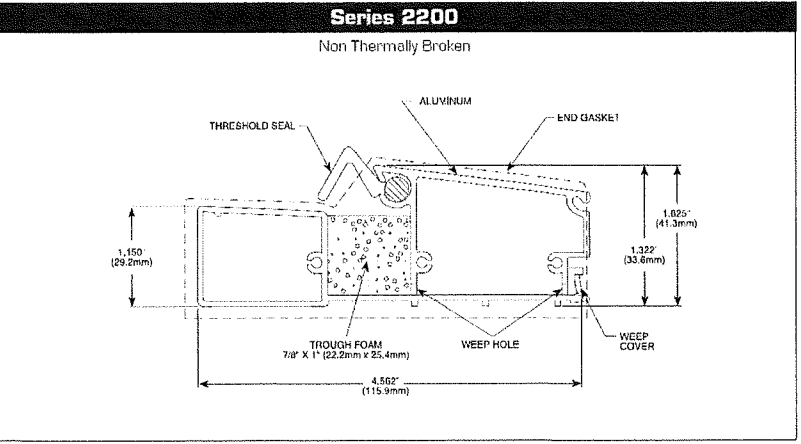 Series 2200
Non Thermally Broken
ALUMINUM
THRESHOLD SEAL
END GASKET
1,150"
(29.2mm)
1.322"
(33.6mm)
1.625"
(41.3mm)
TROUGH FOAM
7/8" X 1" (22.2mm x 25.4mm)
WEEP HOLE
WEEP
COVER
4.562"
(115.9mm)